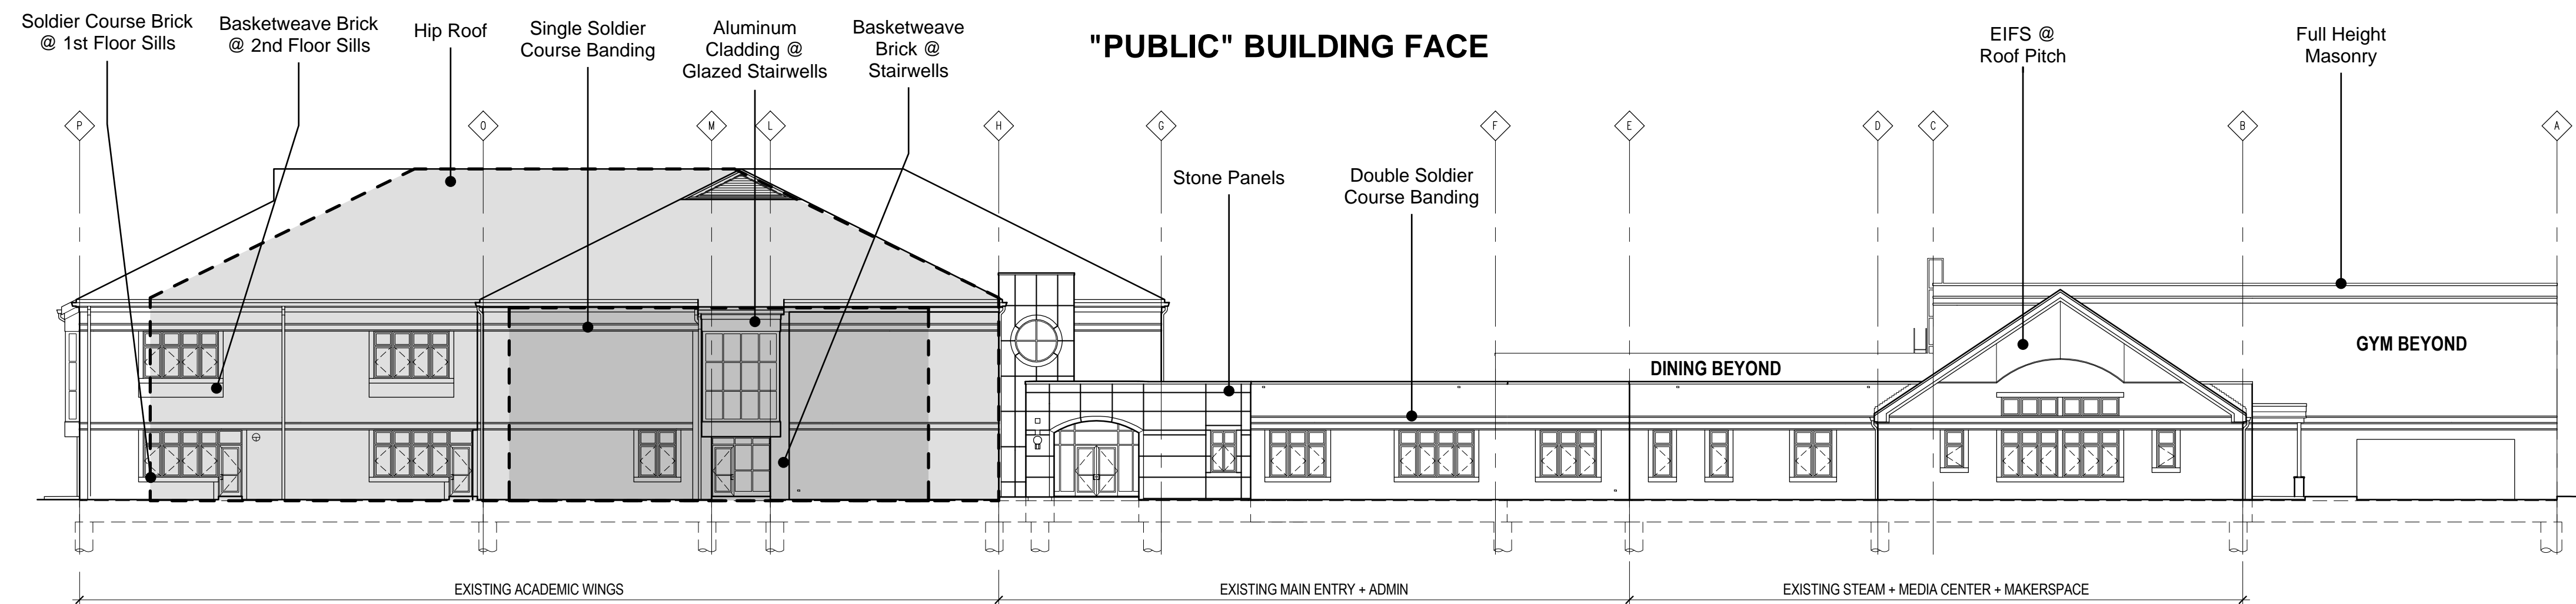 "PUBLIC" BUILDING FACE
Soldier Course Brick
@ 1st Floor Sills
Basketweave Brick
@ 2nd Floor Sills
Hip Roof
Single Soldier
Course Banding
Aluminum
Cladding @
Glazed Stairwells
Basketweave
Brick @
Stairwells
EIFS @
Roof Pitch
Full Height
Masonry
P
O
M
L
H
G
F
E
D
C
B
A
Stone Panels
Double Soldier
Course Banding
GYM BEYOND
DINING BEYOND
EXISTING ACADEMIC WINGS
EXISTING MAIN ENTRY + ADMIN
EXISTING STEAM + MEDIA CENTER + MAKERSPACE